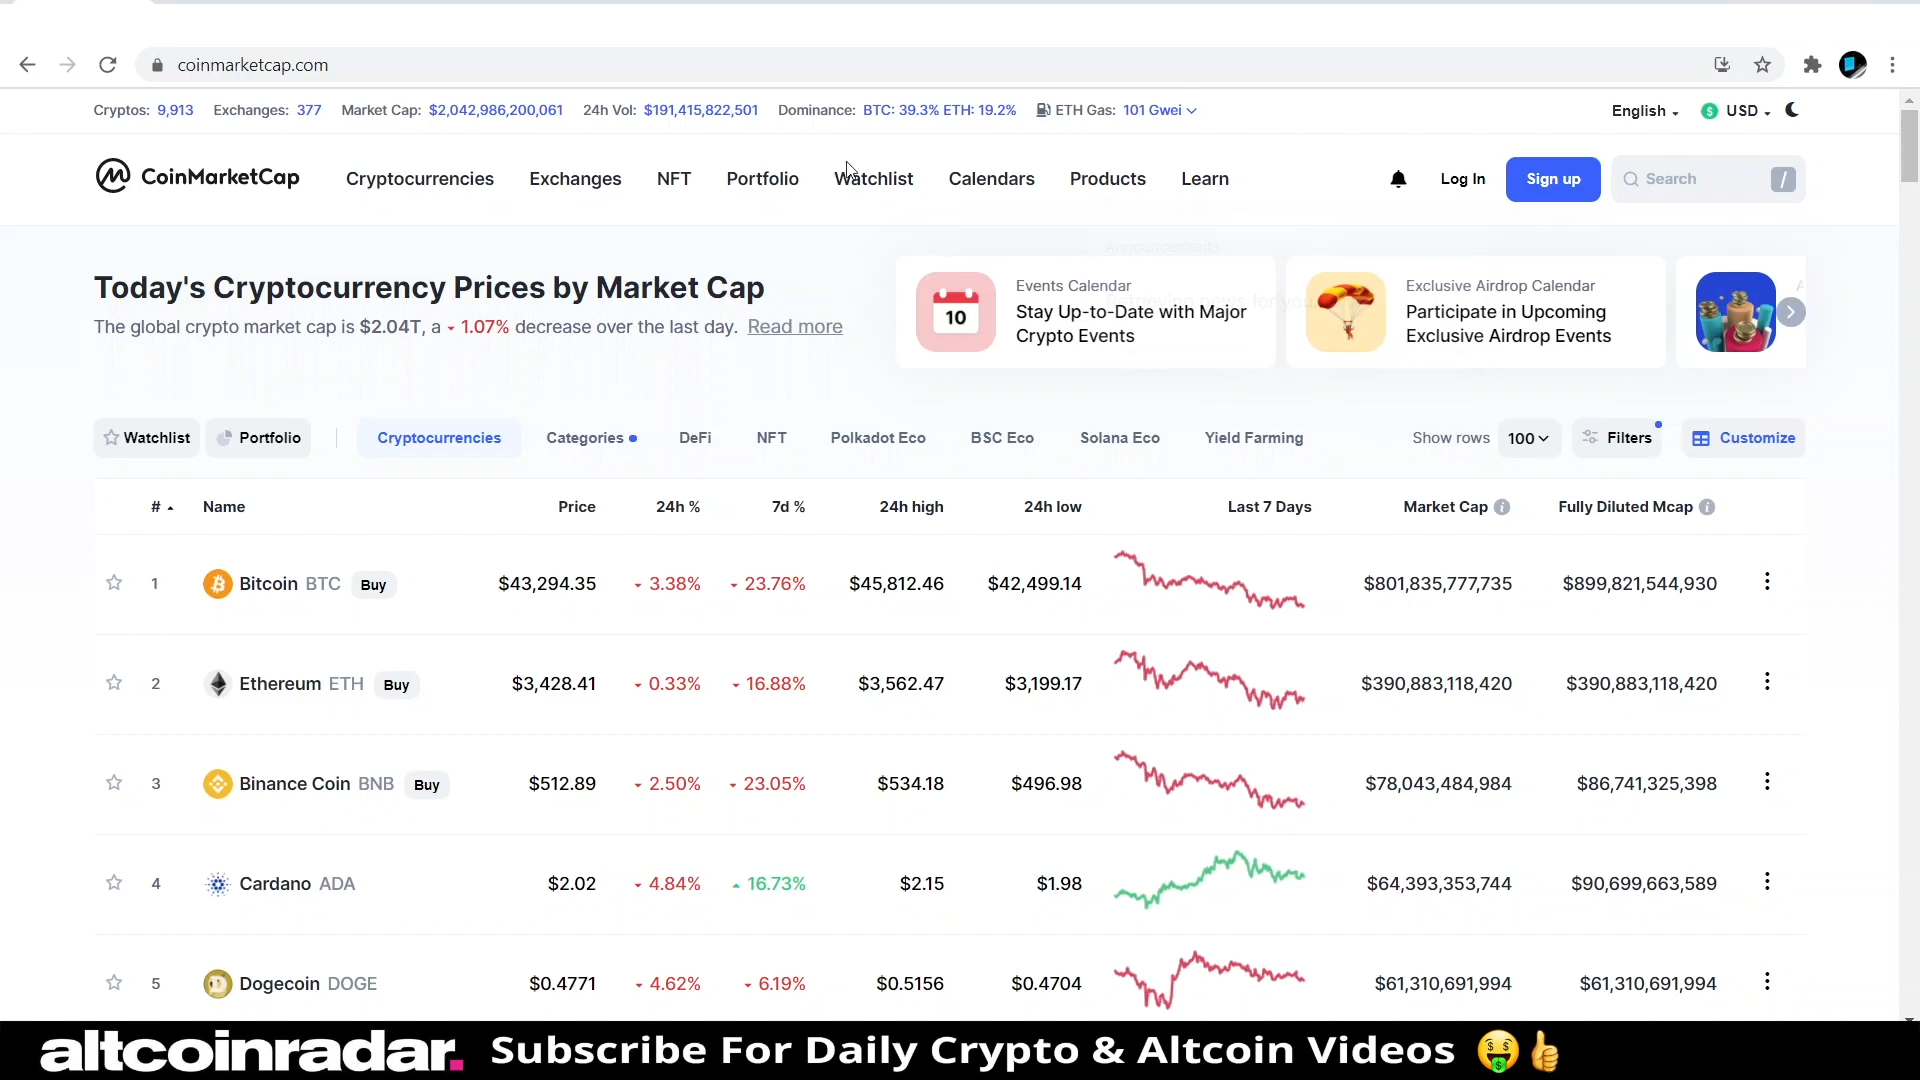 coinmarketcap.com
Cryptos: 9,913 Exchanges: 377 Market Cap: $2,042,986,200,061 24h Vol: $191,415,822,501 Dominance: BTC: 39.3% ETH: 19.2% ETH Gas: 101 Gwei English USD
CoinMarketCap Cryptocurrencies Exchanges NFT Portfolio Watchlist Calendars Products Learn Log In Sign up Search /
Announcements
Today's Cryptocurrency Prices by Market Cap
The global crypto market cap is $2.04T, a 1.07% decrease over the last day. Read more
10
Events Calendar
Stay Up-to-Date with Major
Crypto Events
Retrieving news for you
Exclusive Airdrop Calendar
Participate in Upcoming
Exclusive Airdrop Events
Watchlist Portfolio Cryptocurrencies Categories DeFi NFT Polkadot Eco BSC Eco Solana Eco Yield Farming Show rows 100 Filters Customize
# Name Price 24h % 7d % 24h high 24h low Last 7 Days Market Cap Fully Diluted Mcap
1 Bitcoin BTC Buy $43,294.35 3.38% 23.76% $45,812.46 $42,499.14 $801,835,777,735 $899,821,544,930
2 Ethereum ETH Buy $3,428.41 0.33% 16.88% $3,562.47 $3,199.17 $390,883,118,420 $390,883,118,420
3 Binance Coin BNB Buy $512.89 2.50% 23.05% $534.18 $496.98 $78,043,484,984 $86,741,325,398
4 Cardano ADA $2.02 4.84% 16.73% $2.15 $1.98 $64,393,353,744 $90,699,663,589
5 Dogecoin DOGE $0.4771 4.62% 6.19% $0.5156 $0.4704 $61,310,691,994 $61,310,691,994
altcoinradar. Subscribe For Daily Crypto & Altcoin Videos